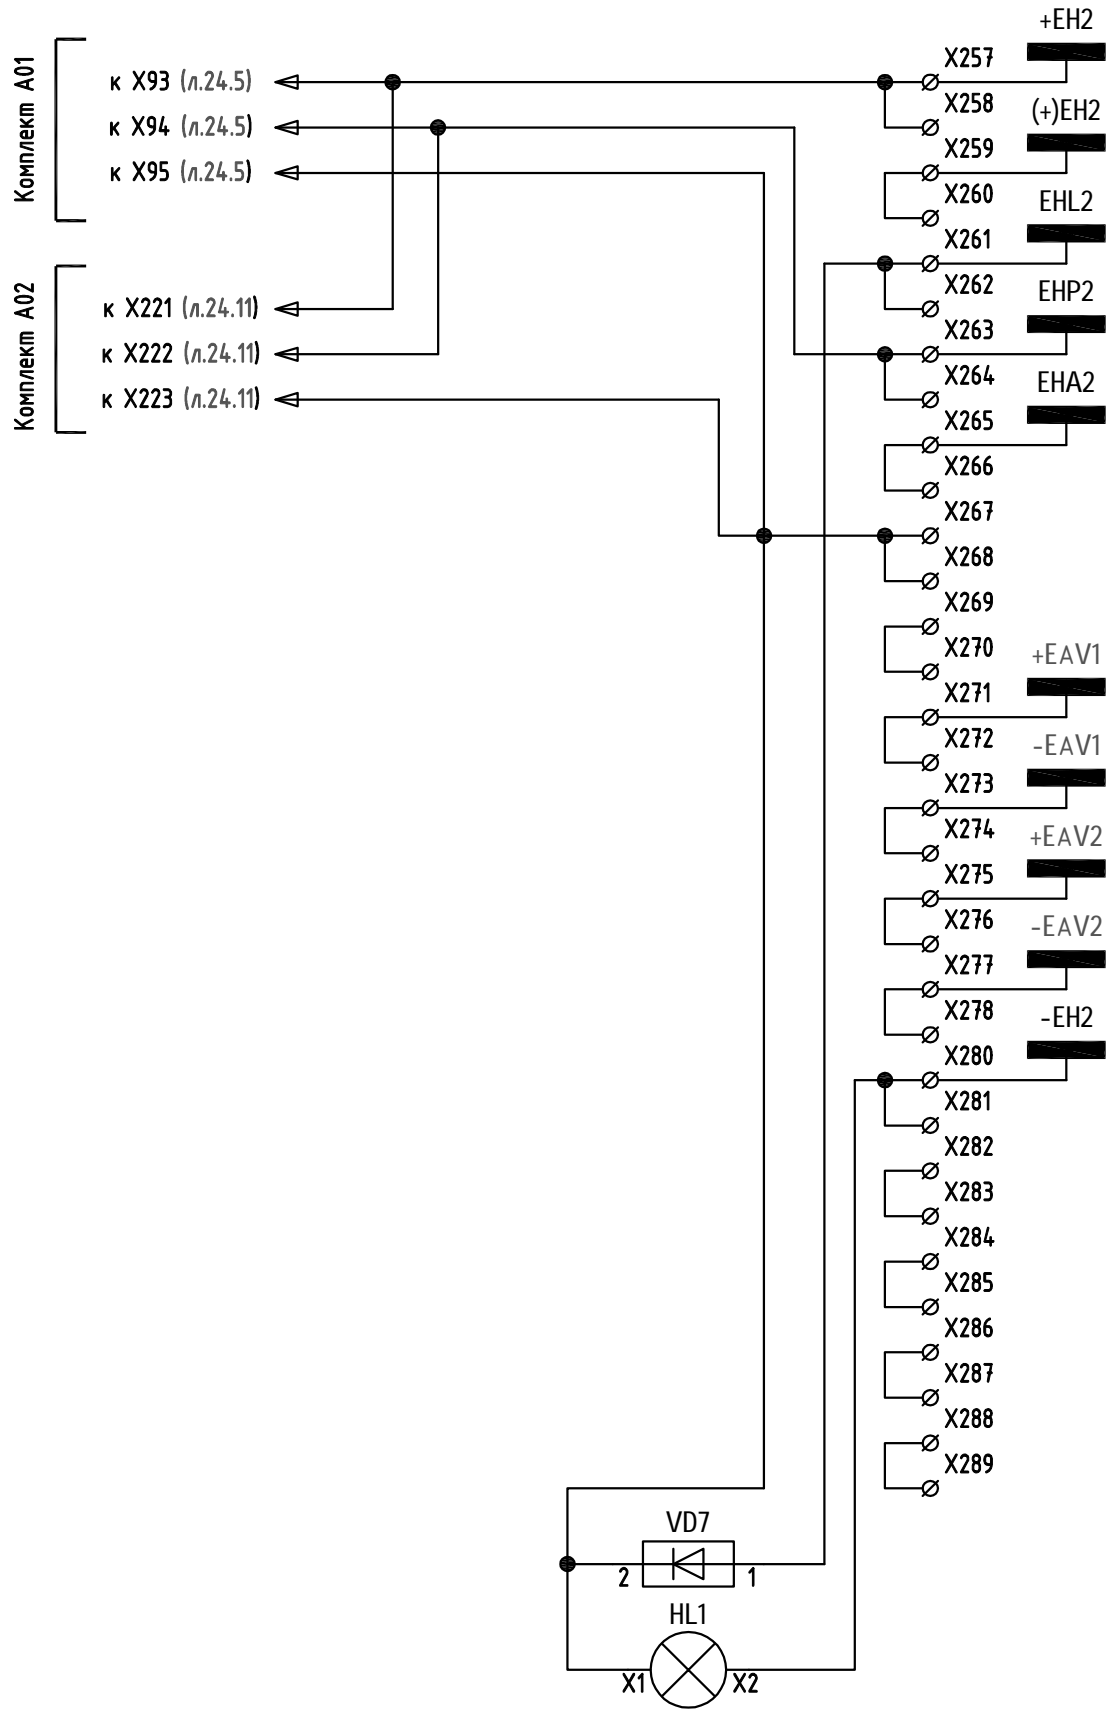 Комплект А01
к X93 (л.24.5)
к X94 (л.24.5)
к X95 (л.24.5)
Комплект А02
к X221 (л.24.11)
к X222 (л.24.11)
к X223 (л.24.11)
+EH2
X257
X258
(+)EH2
X259
X260
EHL2
X261
X262
EHP2
X263
X264
EHA2
X265
X266
X267
X268
X269
X270
+EAV1
X271
X272
-EAV1
X273
X274
+EAV2
X275
X276
-EAV2
X277
X278
-EH2
X280
X281
X282
X283
X284
X285
X286
X287
X288
X289
VD7
2
1
HL1
X1
X2